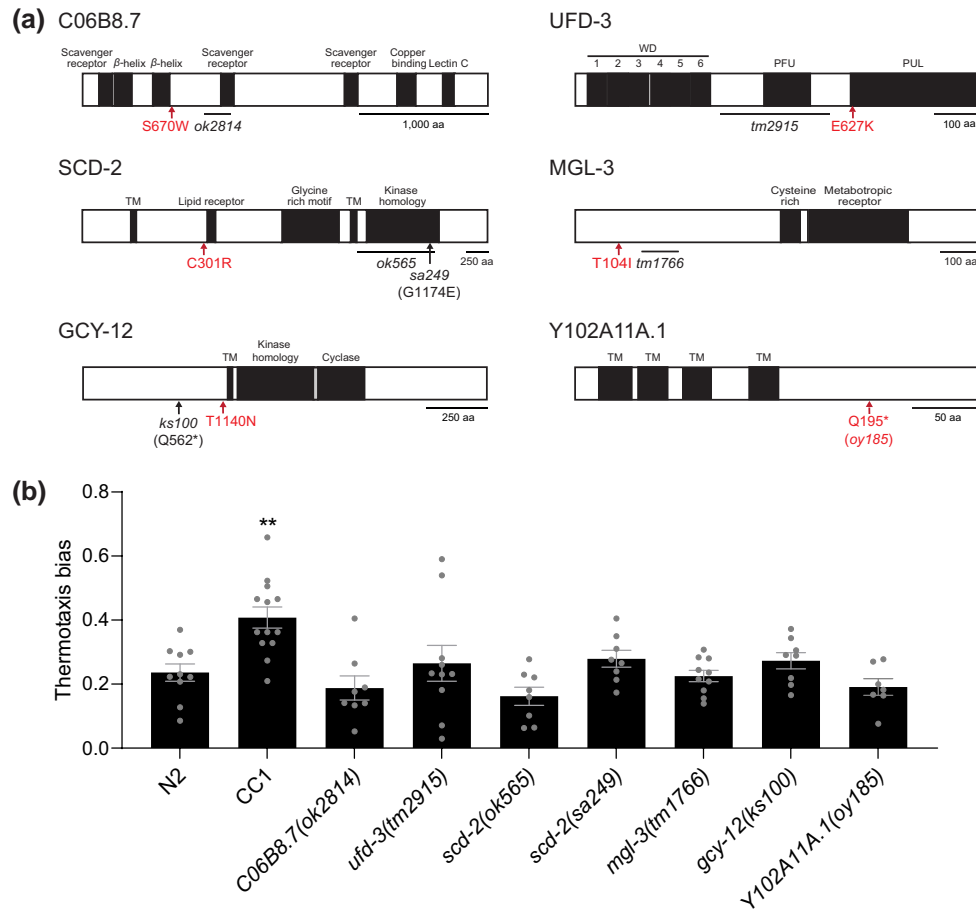 (a)
C06B8.7
Scavenger receptor
β-helix
β-helix
Scavenger receptor
Scavenger receptor
Copper binding
Lectin C
S670W
ok2814
1,000 aa
UFD-3
WD
1 2 3 4 5 6
PFU
PUL
tm2915
E627K
100 aa
SCD-2
TM
Lipid receptor
Glycine rich motif
TM
Kinase homology
C301R
ok565
sa249
(G1174E)
250 aa
MGL-3
Cysteine rich
Metabotropic receptor
T104I
tm1766
100 aa
GCY-12
TM
Kinase homology
Cyclase
ks100
(Q562*)
T1140N
250 aa
Y102A11A.1
TM TM TM TM
Q195*
(oy185)
50 aa
(b)
Thermotaxis bias
0.8
0.6
0.4
0.2
0.0
**
N2
CC1
C06B8.7(ok2814)
ufd-3(tm2915)
scd-2(ok565)
scd-2(sa249)
mgl-3(tm1766)
gcy-12(ks100)
Y102A11A.1(oy185)